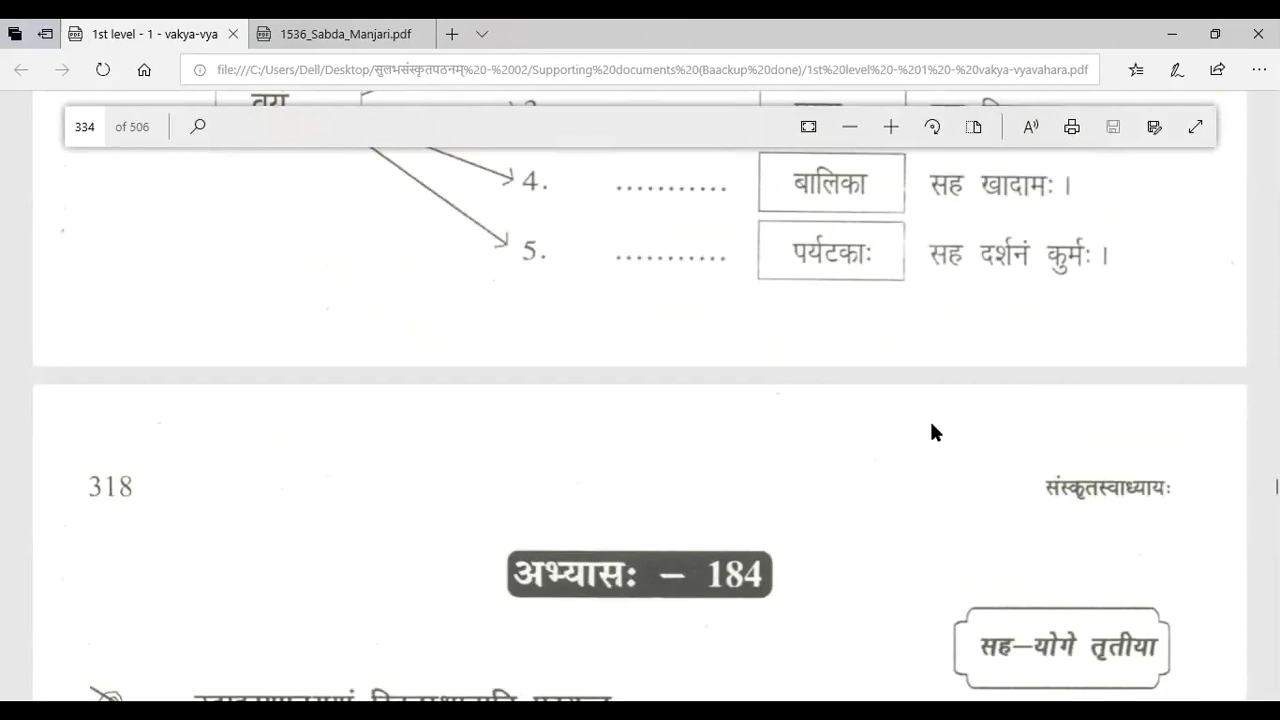 1st level - 1 - vakya-vya
1536_Sabda_Manjari.pdf
file:///C:/Users/Dell/Desktop/सुलभसंस्कृतपठनम्%20-%2002/Supporting%20documents%20(Baackup%20done)/1st%20level%20-%201%20-%20vakya-vyavahara.pdf
334 of 506
4. ........... बालिका सह खादामः ।
5. ........... पर्यटकाः सह दर्शनं कुर्मः ।
318 संस्कृतस्वाध्यायः
अभ्यासः – 184
सह–योगे तृतीया